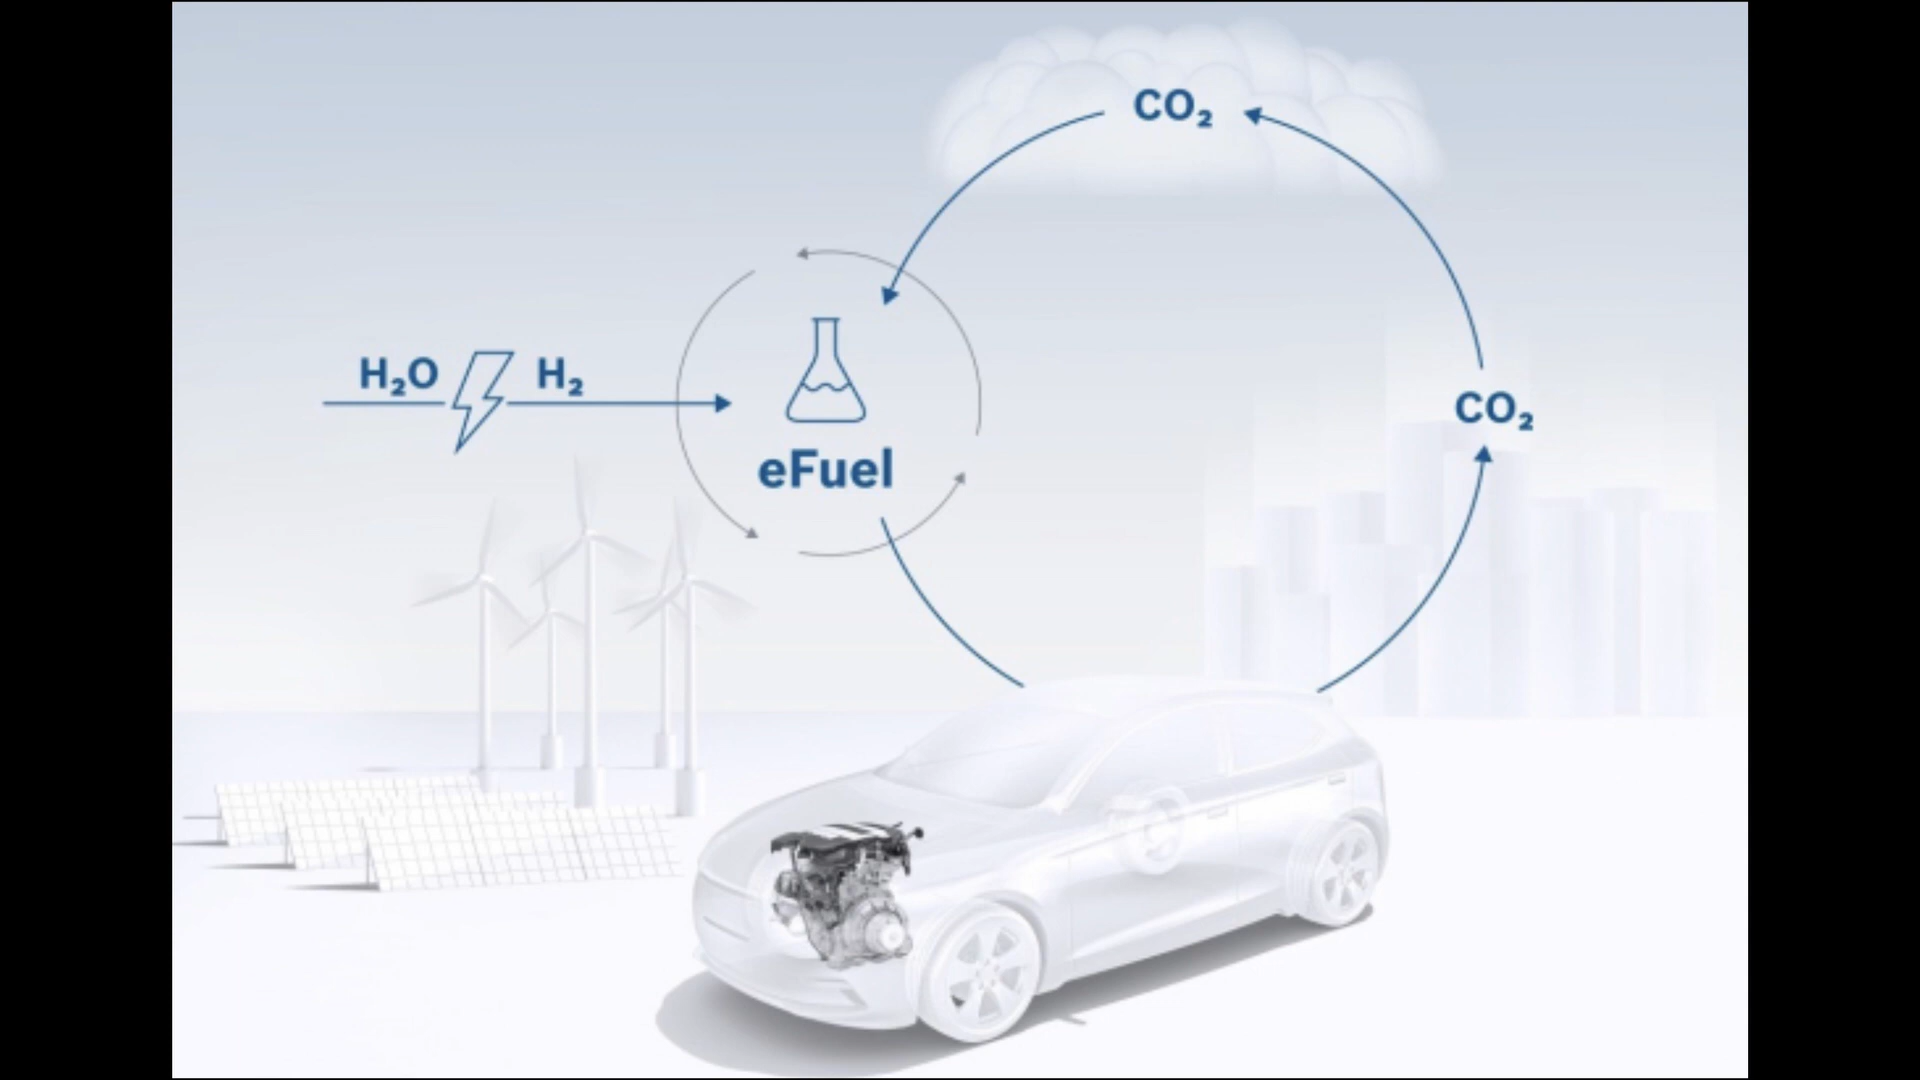 CO₂
H₂O
H₂
CO₂
eFuel